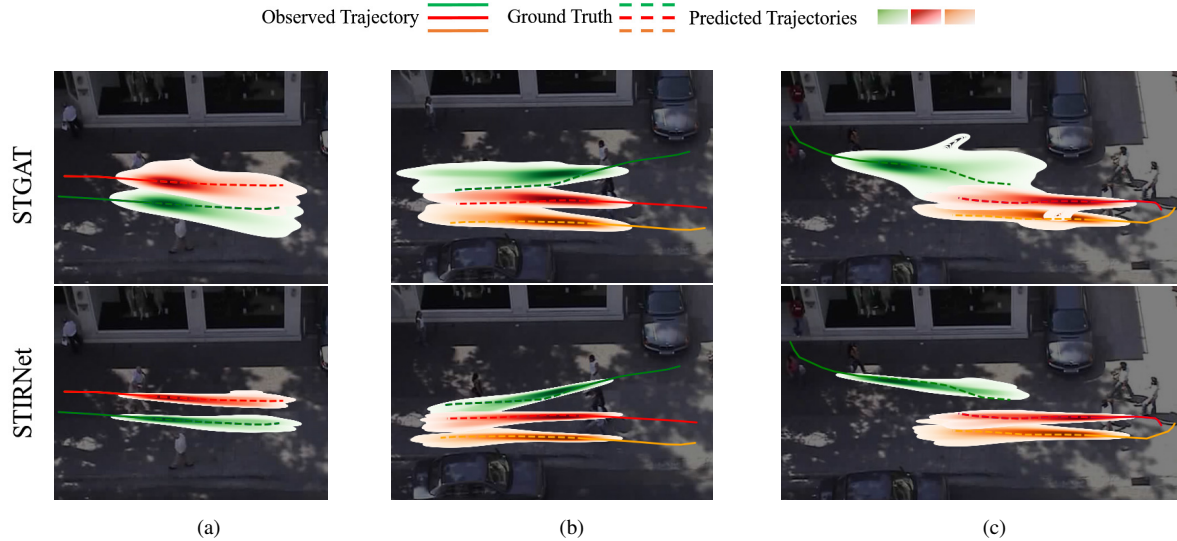 Observed Trajectory Ground Truth Predicted Trajectories
STGAT
STIRNet
(a) (b) (c)